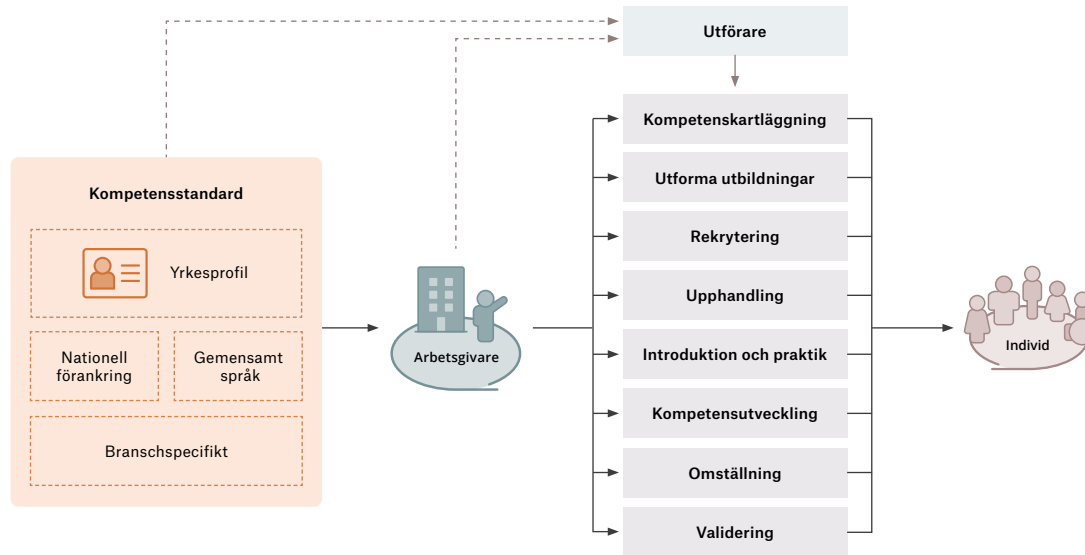 Utförare
Kompetensstandard
Yrkesprofil
Nationell
förankring
Gemensamt
språk
Branschspecifikt
Arbetsgivare
Kompetenskartläggning
Utforma utbildningar
Rekrytering
Upphandling
Introduktion och praktik
Kompetensutveckling
Omställning
Validering
Individ